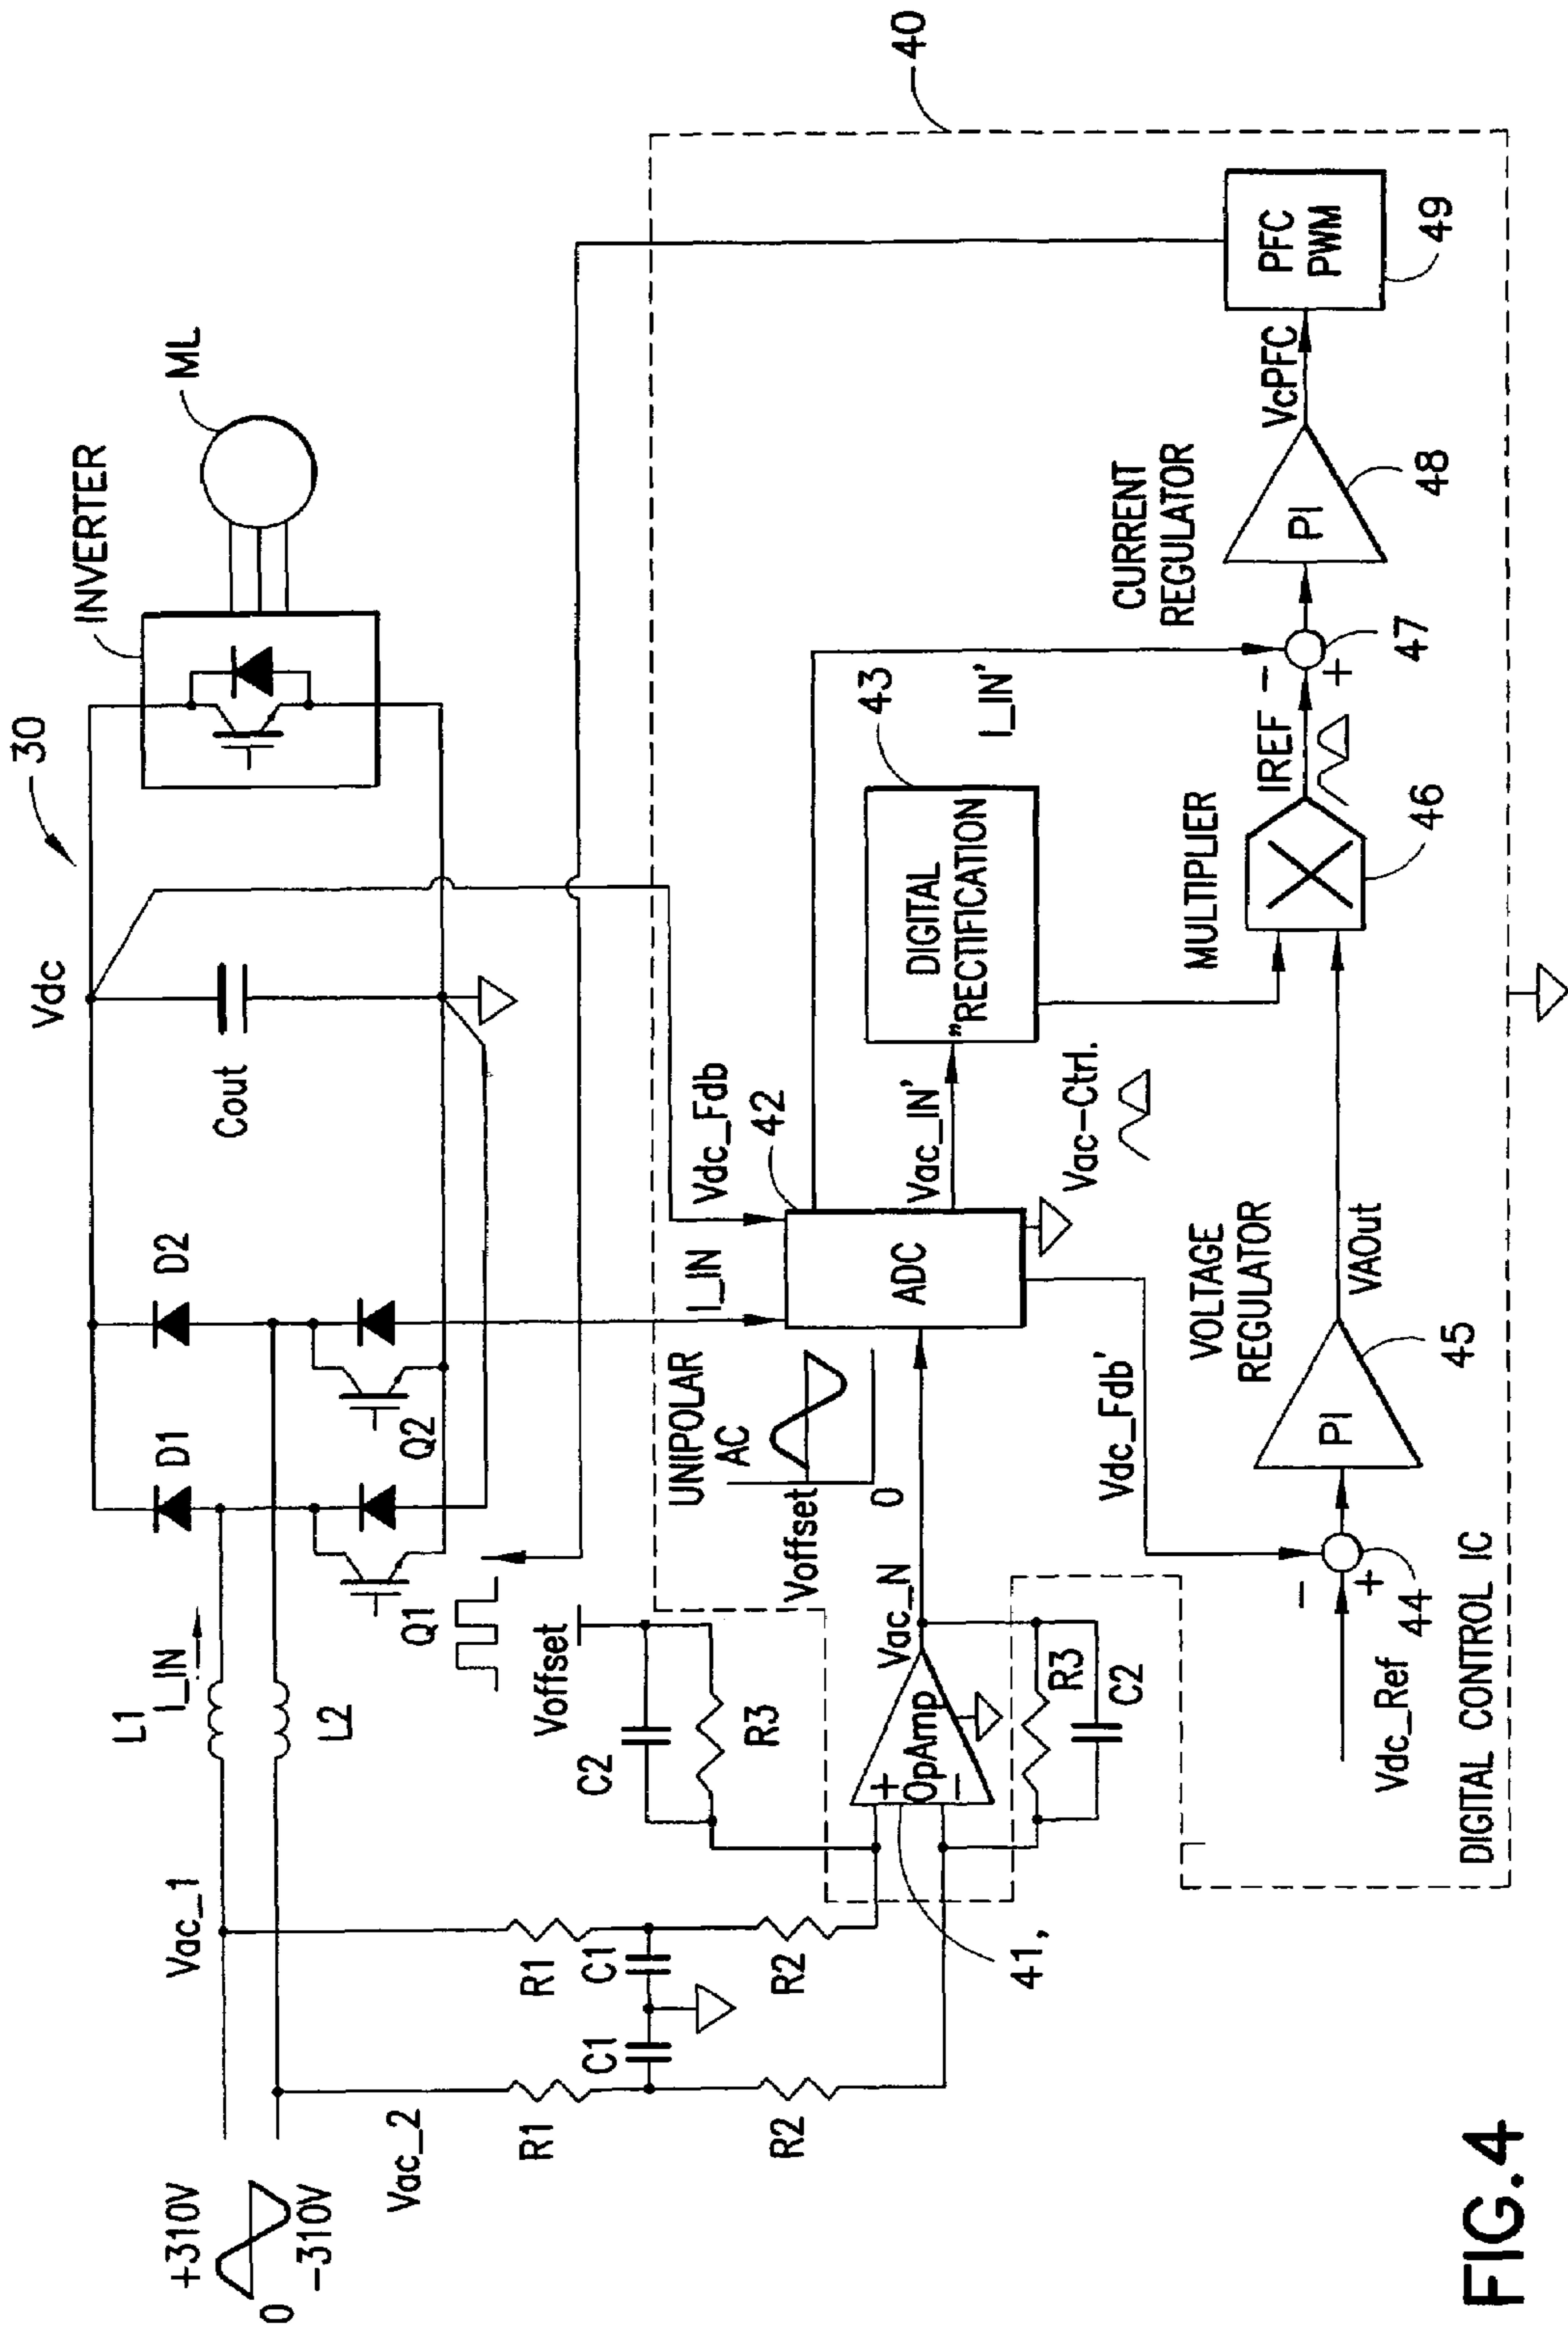 30
Vdc
INVERTER
ML
D1
D2
Cout
L1
I_IN
L2
Vac_1
+310V
0
-310V
Vac_2
Q1
Q2
Voffset
C2
R3
R1
R1
C1
C1
R2
R2
41,
+
OpAmp
-
R3
C2
Vac_N
UNIPOLAR
AC
Voffset
0
I_IN
Vdc_Fdb
42
ADC
Vac_IN'
Vac-Ctrl.
43
DIGITAL
"RECTIFICATION
I_IN'
40
Vdc_Fdb'
Vdc_Ref
-
+
44
VOLTAGE
REGULATOR
PI
45
VAOut
MULTIPLIER
46
IREF
-
+
47
CURRENT
REGULATOR
PI
48
VcPFC
PFC
PWM
49
DIGITAL CONTROL IC
FIG.4